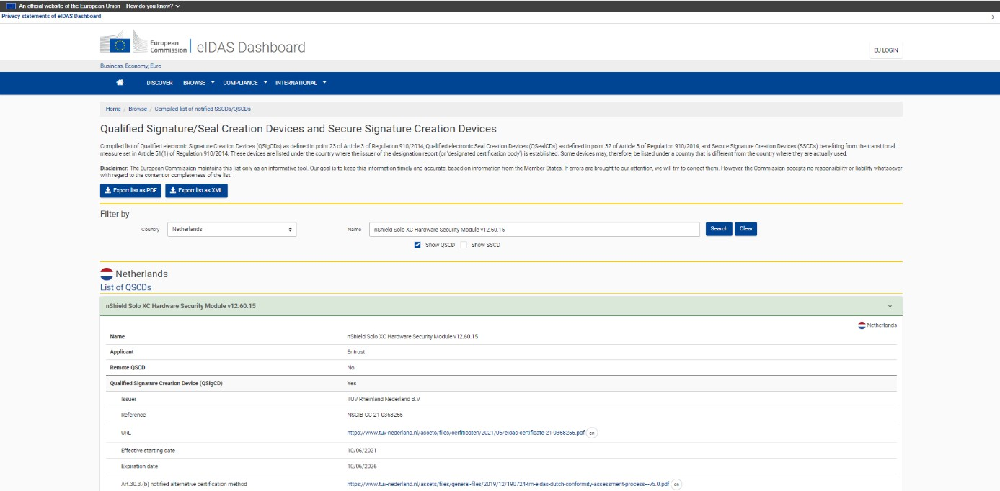 An official website of the European Union How do you know?
Privacy statements of eIDAS Dashboard
European
Commission
eIDAS Dashboard
EU LOGIN
Business, Economy, Euro
DISCOVER BROWSE COMPLIANCE INTERNATIONAL
Home / Browse / Compiled list of notified SSCDs/QSCDs
Qualified Signature/Seal Creation Devices and Secure Signature Creation Devices
Compiled list of Qualified electronic Signature Creation Devices (QSigCDs) as defined in point 23 of Article 3 of Regulation 910/2014, Qualified electronic Seal Creation Devices (QSealCDs) as defined in point 32 of Article 3 of Regulation 910/2014, and Secure Signature Creation Devices (SSCDs) benefiting from the transitional
measure set in Article 51(1) of Regulation 910/2014. These devices are listed under the country where the issuer of the designation report (or 'designated certification body') is established. Some devices may, therefore, be listed under a country that is different from the country where they are actually used.
Disclaimer: The European Commission maintains this list only as an informative tool. Our goal is to keep this information timely and accurate, based on information from the Member States. If errors are brought to our attention, we will try to correct them. However, the Commission accepts no responsibility or liability whatsoever
with regard to the content or completeness of the list.
Export list as PDF Export list as XML
Filter by
Country Netherlands Name nShield Solo XC Hardware Security Module v12.60.15 Search Clear
Show QSCD Show SSCD
Netherlands
List of QSCDs
nShield Solo XC Hardware Security Module v12.60.15
Netherlands
Name nShield Solo XC Hardware Security Module v12.60.15
Applicant Entrust
Remote QSCD No
Qualified Signature Creation Device (QSigCD) Yes
Issuer TUV Rheinland Nederland B.V.
Reference NSCIB-CC-21-0368256
URL https://www.tuv-nederland.nl/assets/files/cerfiticaten/2021/06/eidas-certificate-21-0368256.pdf en
Effective starting date 10/06/2021
Expiration date 10/06/2026
Art.30.3.(b) notified alternative certification method https://www.tuv-nederland.nl/assets/files/general-files/2019/12/190724-trn-eidas-dutch-conformity-assessment-process---v5.0.pdf en